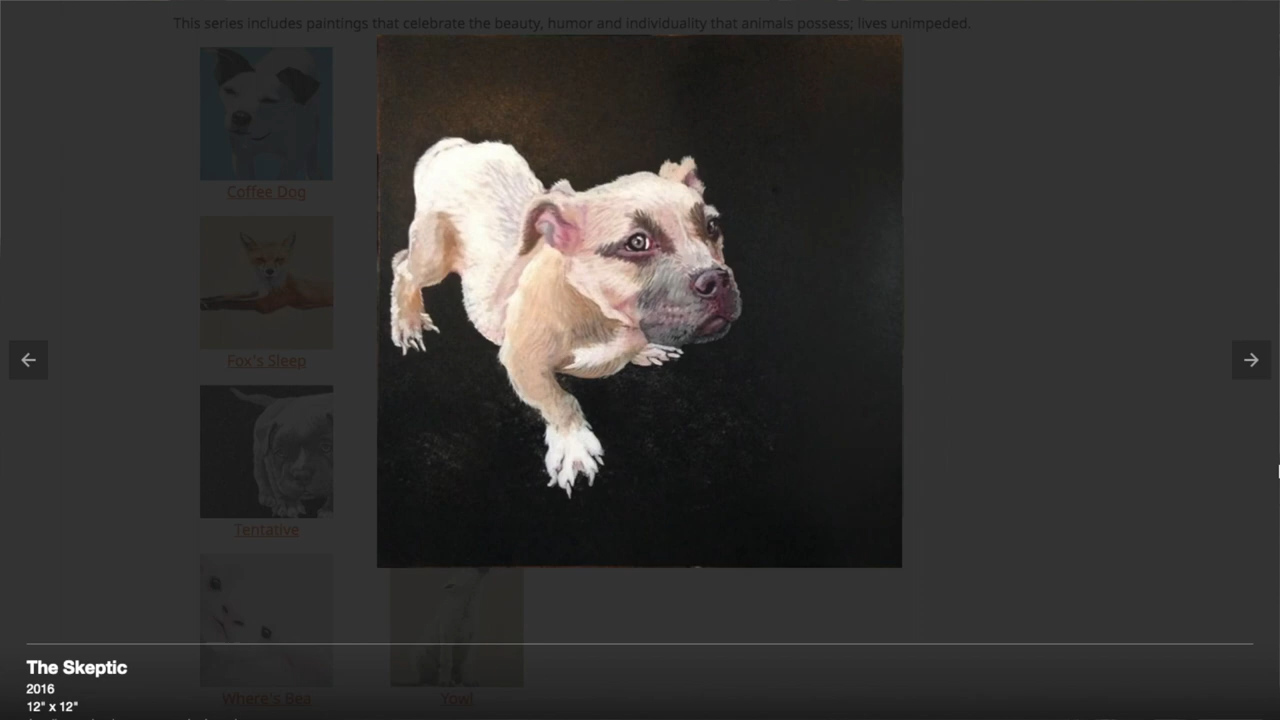 This series includes paintings that celebrate the beauty, humor and individuality that animals possess; lives unimpeded.
Coffee Dog
Fox's Sleep
Tentative
Where's Bea
Yowl
The Skeptic
2016
12" x 12"